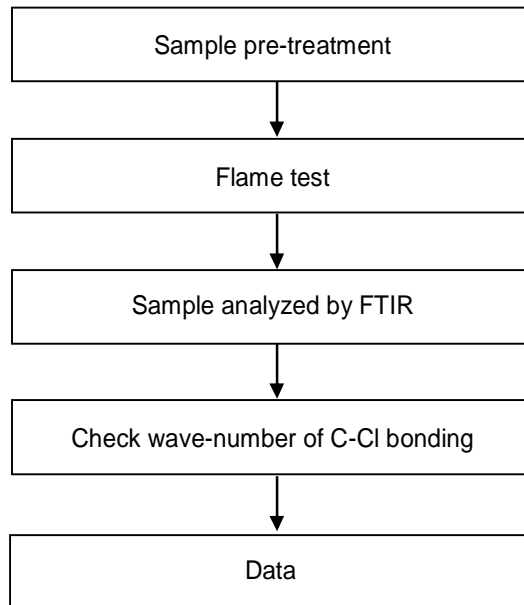 Sample pre-treatment
Flame test
Sample analyzed by FTIR
Check wave-number of C-Cl bonding
Data